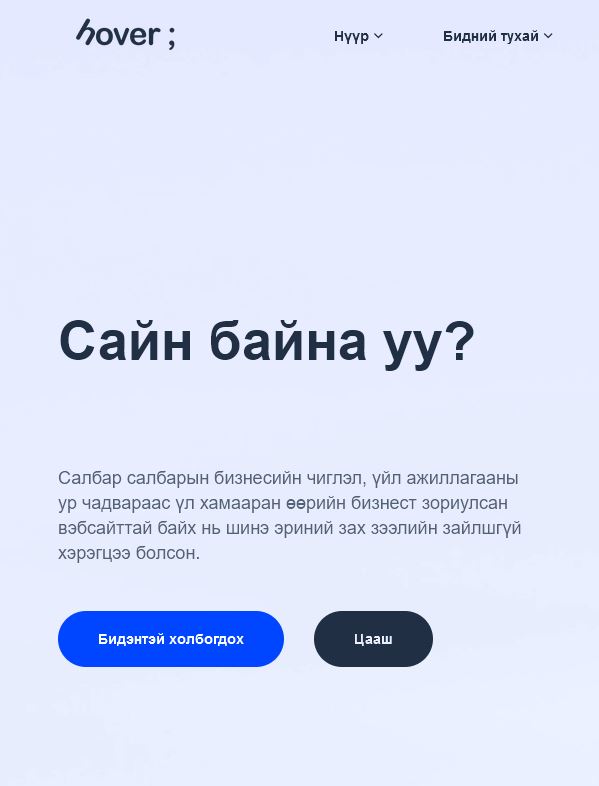 hover ;
Нүүр
Бидний тухай
Сайн байна уу?
Салбар салбарын бизнесийн чиглэл, үйл ажиллагааны
ур чадвараас үл хамааран өөрийн бизнест зориулсан
вэбсайттай байх нь шинэ эриний зах зээлийн зайлшгүй
хэрэгцээ болсон.
Бидэнтэй холбогдох
Цааш